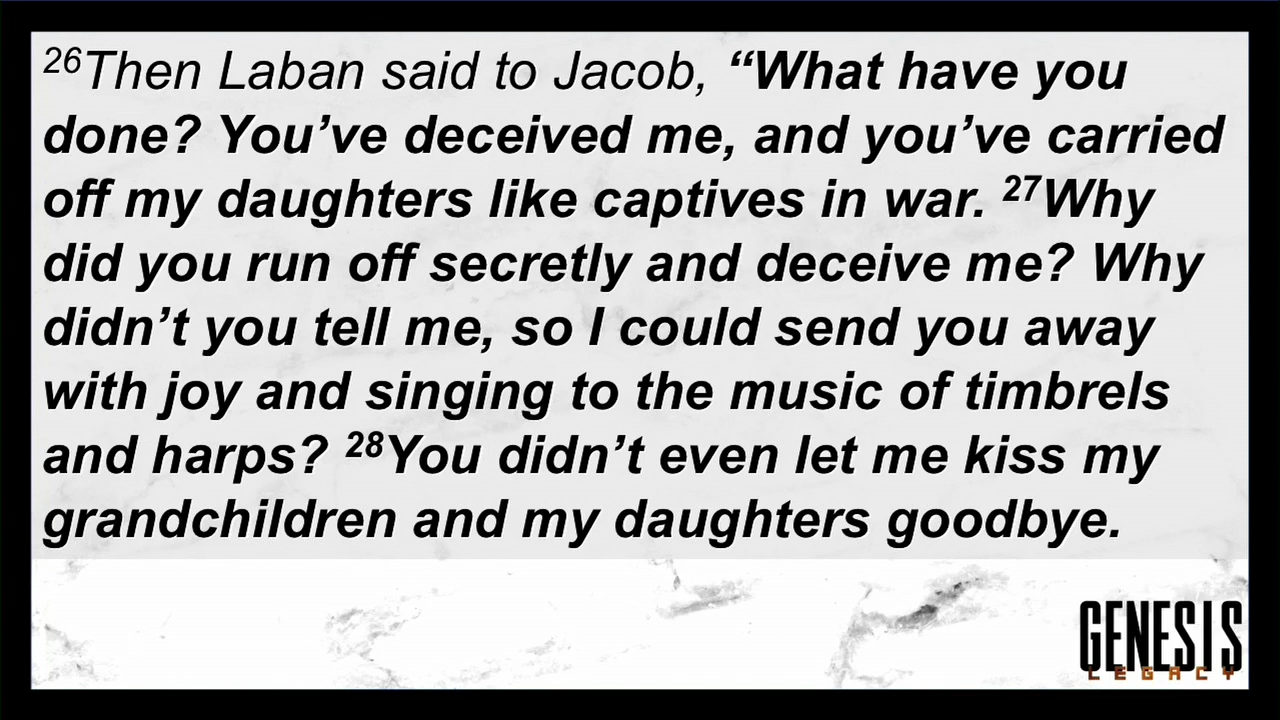 26Then Laban said to Jacob, “What have you
done? You’ve deceived me, and you’ve carried
off my daughters like captives in war. 27Why
did you run off secretly and deceive me? Why
didn’t you tell me, so I could send you away
with joy and singing to the music of timbrels
and harps? 28You didn’t even let me kiss my
grandchildren and my daughters goodbye.
GENESIS
LEGACY